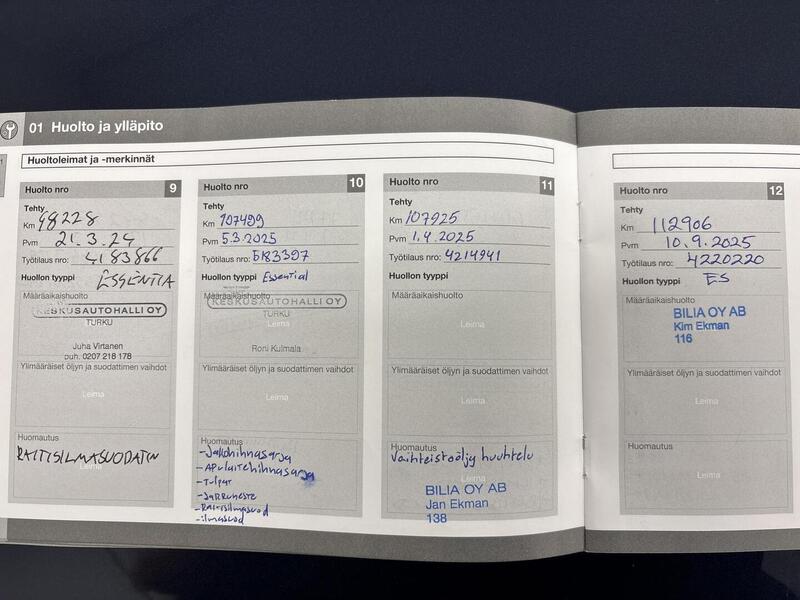 01 Huolto ja ylläpito
Huoltoleimat ja -merkinnät
Huolto nro 9
Tehty
Km 98228
Pvm 21.3.24
Työtilaus nro: 4183866
Huollon tyyppi ESSENTIA
Määräaikaishuolto
KESKUSAUTOHALLI OY
TURKU
Juha Virtanen
puh. 0207 218 178
Ylimääräiset öljyn ja suodattimen vaihdot
Leima
Huomautus
RAITISILMASUODATIN
Leima
Huolto nro 10
Tehty
Km 107499
Pvm 5.3.2025
Työtilaus nro: 5183397
Huollon tyyppi Essential
Määräaikaishuolto
KESKUSAUTOHALLI OY
TURKU
Leima
Roni Kulmala
Ylimääräiset öljyn ja suodattimen vaihdot
Leima
Huomautus
-Jakohihnasarja
-Apulaitehihnasarja
-Tulpat
-Jarruneste
-Raitisilmasuod
-ilmasuod
Huolto nro 11
Tehty
Km 107925
Pvm 1.4.2025
Työtilaus nro: 4214941
Huollon tyyppi
Määräaikaishuolto
Leima
Ylimääräiset öljyn ja suodattimen vaihdot
Leima
Huomautus
Vaihteistoöljy huuhtelu
BILIA OY AB
Jan Ekman
138
Huolto nro 12
Tehty
Km 112906
Pvm 10.9.2025
Työtilaus nro: 4220220
Huollon tyyppi ES
Määräaikaishuolto
BILIA OY AB
Kim Ekman
116
Ylimääräiset öljyn ja suodattimen vaihdot
Leima
Huomautus
Leima